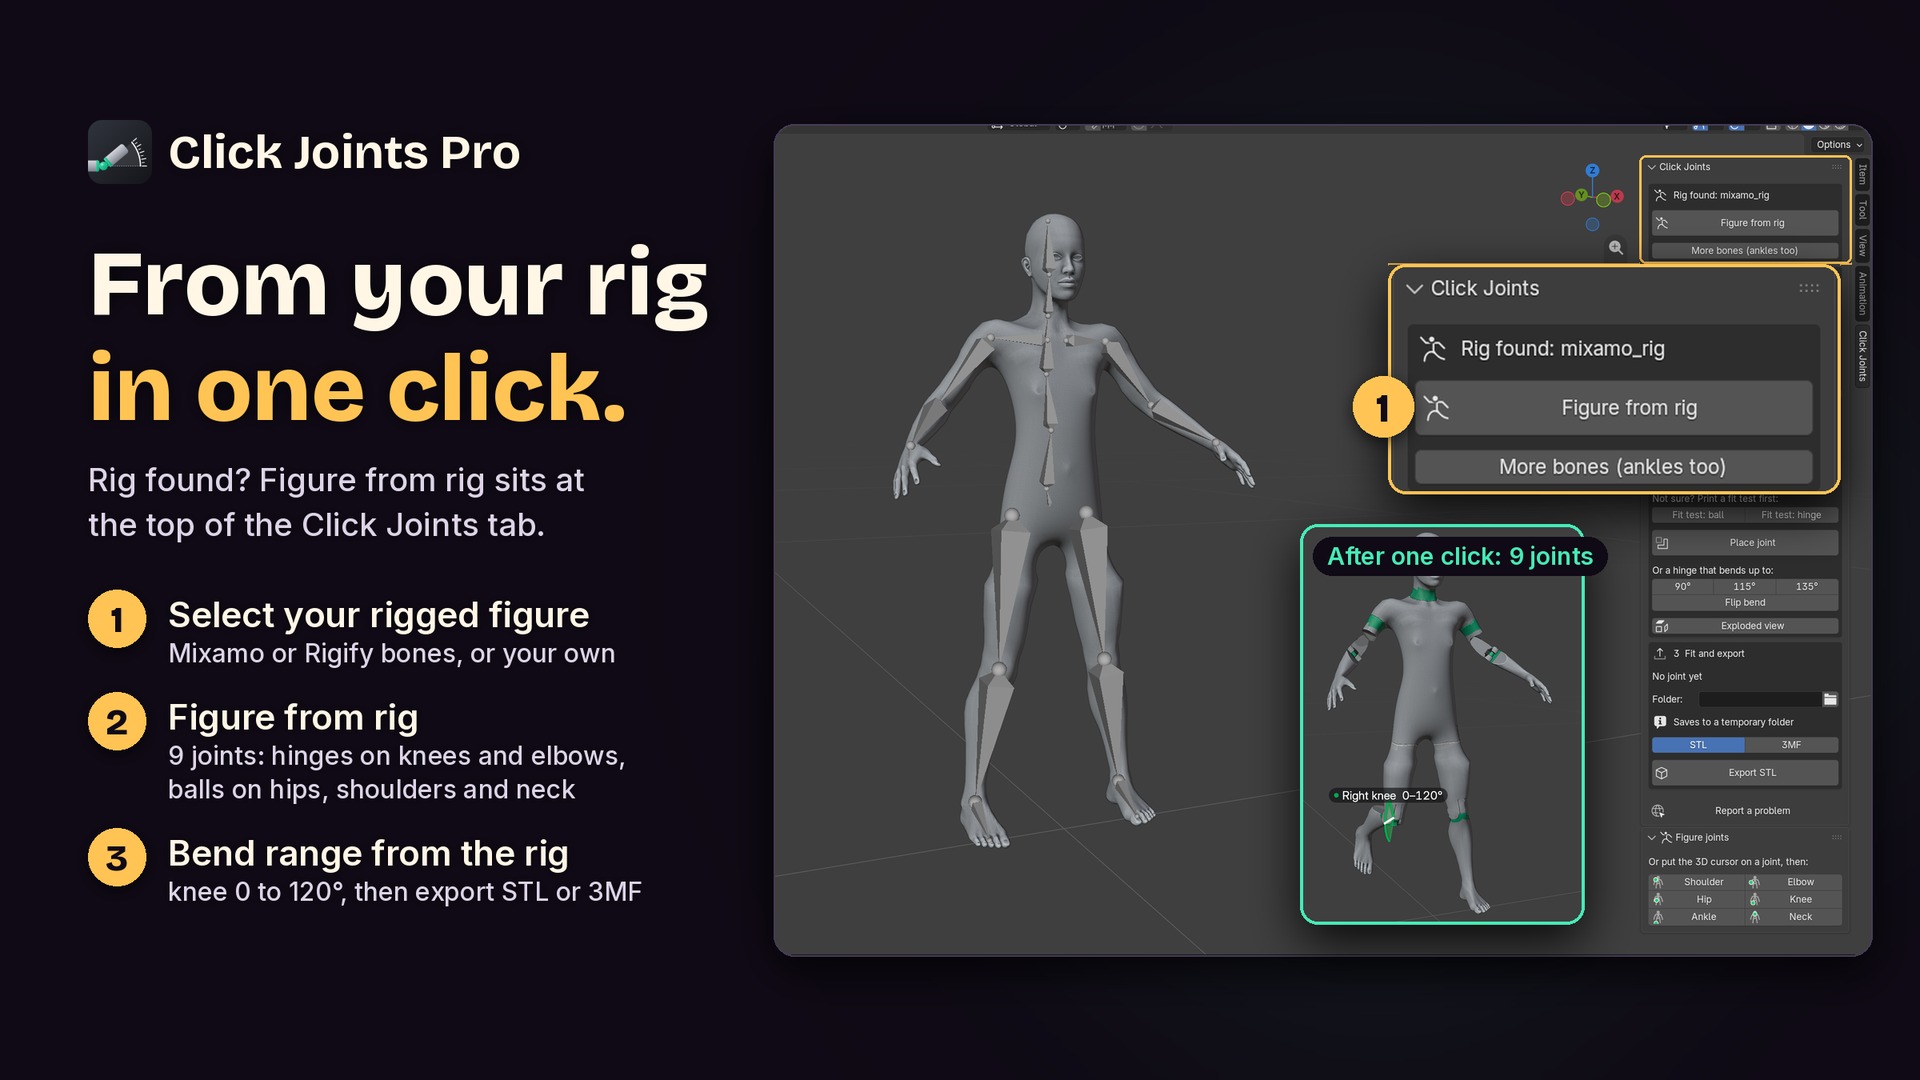 Click Joints Pro
From your rig
in one click.
Rig found? Figure from rig sits at
the top of the Click Joints tab.
1
Select your rigged figure
Mixamo or Rigify bones, or your own
2
Figure from rig
9 joints: hinges on knees and elbows,
balls on hips, shoulders and neck
3
Bend range from the rig
knee 0 to 120°, then export STL or 3MF
Options
Z
Y
X
Click Joints
Rig found: mixamo_rig
Figure from rig
More bones (ankles too)
Item
Tool
View
Animation
Click Joints
Click Joints
Rig found: mixamo_rig
1
Figure from rig
More bones (ankles too)
Not sure? Print a fit test first:
Fit test: ball
Fit test: hinge
Place joint
Or a hinge that bends up to:
90°
115°
135°
Flip bend
Exploded view
3 Fit and export
No joint yet
Folder:
Saves to a temporary folder
STL
3MF
Export STL
Report a problem
Figure joints
Or put the 3D cursor on a joint, then:
Shoulder
Elbow
Hip
Knee
Ankle
Neck
After one click: 9 joints
Right knee 0–120°